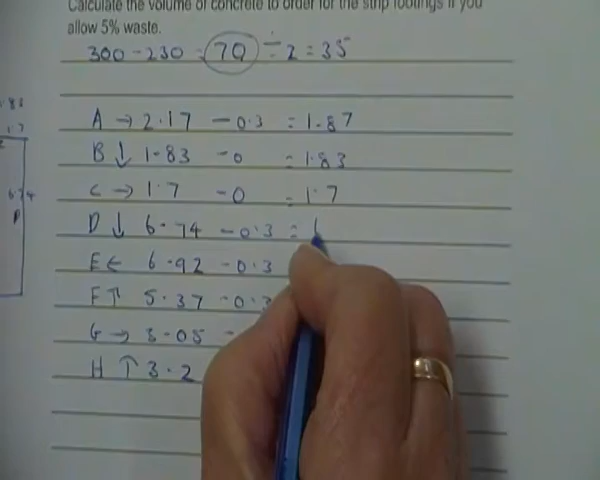 Calculate the volume of concrete to order for the strip footings if you
allow 5% waste.
300 - 230 = 70 ÷ 2 = 35
A → 2.17 - 0.3 = 1.87
B ↓ 1.83 - 0 = 1.83
C → 1.7 - 0 = 1.7
D ↓ 6.74 - 0.3 =
E ← 6.92 - 0.3
F ↑ 5.37 - 0.3
G → 3.05 -
H ↑ 3.2